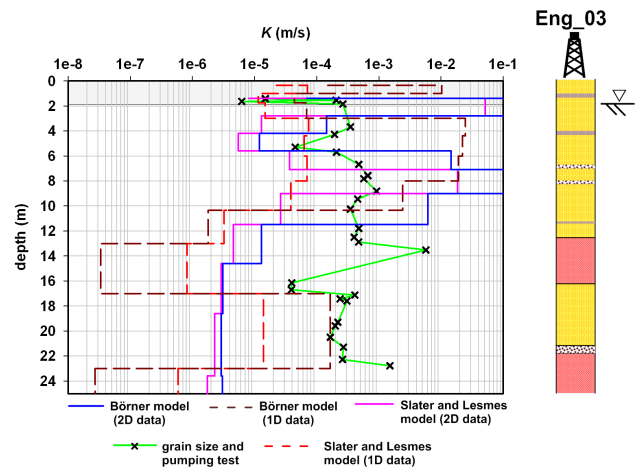 Eng_03
K (m/s)
1e-8 1e-7 1e-6 1e-5 1e-4 1e-3 1e-2 1e-1
0
2
4
6
8
10
12
14
16
18
20
22
24
depth (m)
Börner model
(2D data)
Börner model
(1D data)
Slater and Lesmes
model (2D data)
grain size and
pumping test
Slater and Lesmes
model (1D data)